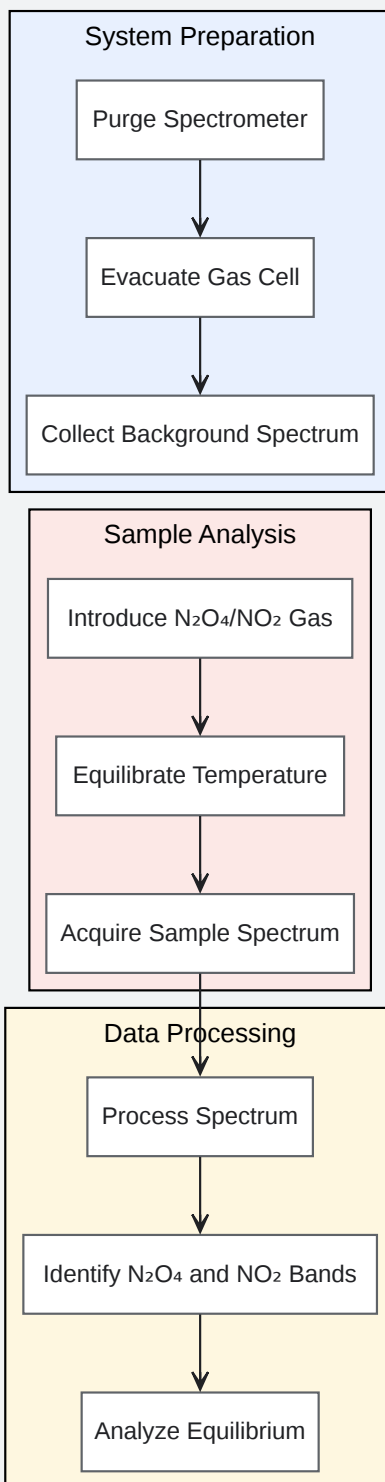 System Preparation
Purge Spectrometer
Evacuate Gas Cell
Collect Background Spectrum
Sample Analysis
Introduce N₂O₄/NO₂ Gas
Equilibrate Temperature
Acquire Sample Spectrum
Data Processing
Process Spectrum
Identify N₂O₄ and NO₂ Bands
Analyze Equilibrium